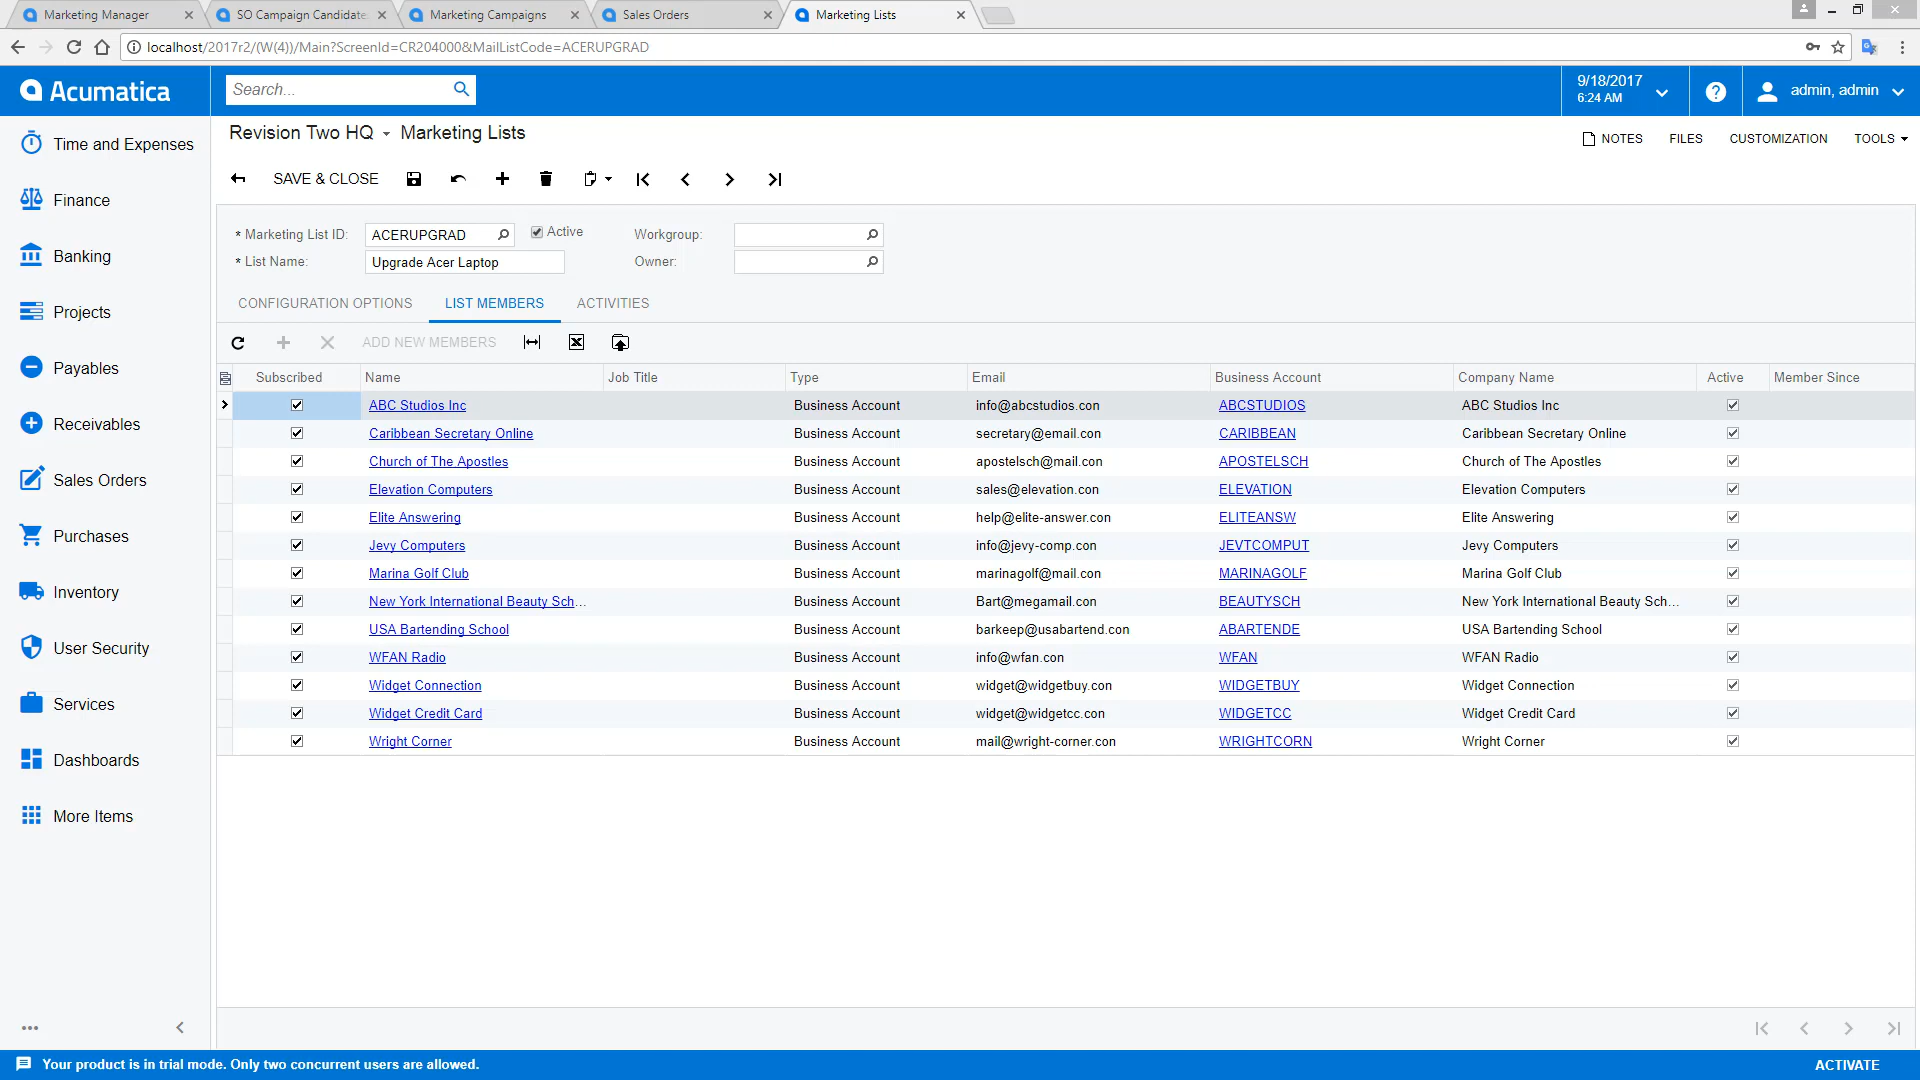 Marketing Manager
SO Campaign Candidate
Marketing Campaigns
Sales Orders
Marketing Lists
localhost/2017r2/(W(4))/Main?ScreenId=CR204000&MailListCode=ACERUPGRAD
Acumatica
Search...
9/18/2017
6:24 AM
admin, admin
Time and Expenses
Finance
Banking
Projects
Payables
Receivables
Sales Orders
Purchases
Inventory
User Security
Services
Dashboards
More Items
Revision Two HQ Marketing Lists
NOTES FILES CUSTOMIZATION TOOLS
SAVE & CLOSE
* Marketing List ID: ACERUPGRAD Active Workgroup:
* List Name: Upgrade Acer Laptop Owner:
CONFIGURATION OPTIONS LIST MEMBERS ACTIVITIES
ADD NEW MEMBERS
Subscribed Name Job Title Type Email Business Account Company Name Active Member Since
ABC Studios Inc Business Account info@abcstudios.con ABCSTUDIOS ABC Studios Inc
Caribbean Secretary Online Business Account secretary@email.con CARIBBEAN Caribbean Secretary Online
Church of The Apostles Business Account apostelsch@mail.con APOSTELSCH Church of The Apostles
Elevation Computers Business Account sales@elevation.con ELEVATION Elevation Computers
Elite Answering Business Account help@elite-answer.con ELITEANSW Elite Answering
Jevy Computers Business Account info@jevy-comp.con JEVTCOMPUT Jevy Computers
Marina Golf Club Business Account marinagolf@mail.con MARINAGOLF Marina Golf Club
New York International Beauty Sch... Business Account Bart@megamail.con BEAUTYSCH New York International Beauty Sch...
USA Bartending School Business Account barkeep@usabartend.con ABARTENDE USA Bartending School
WFAN Radio Business Account info@wfan.con WFAN WFAN Radio
Widget Connection Business Account widget@widgetbuy.con WIDGETBUY Widget Connection
Widget Credit Card Business Account widget@widgetcc.con WIDGETCC Widget Credit Card
Wright Corner Business Account mail@wright-corner.con WRIGHTCORN Wright Corner
Your product is in trial mode. Only two concurrent users are allowed.
ACTIVATE